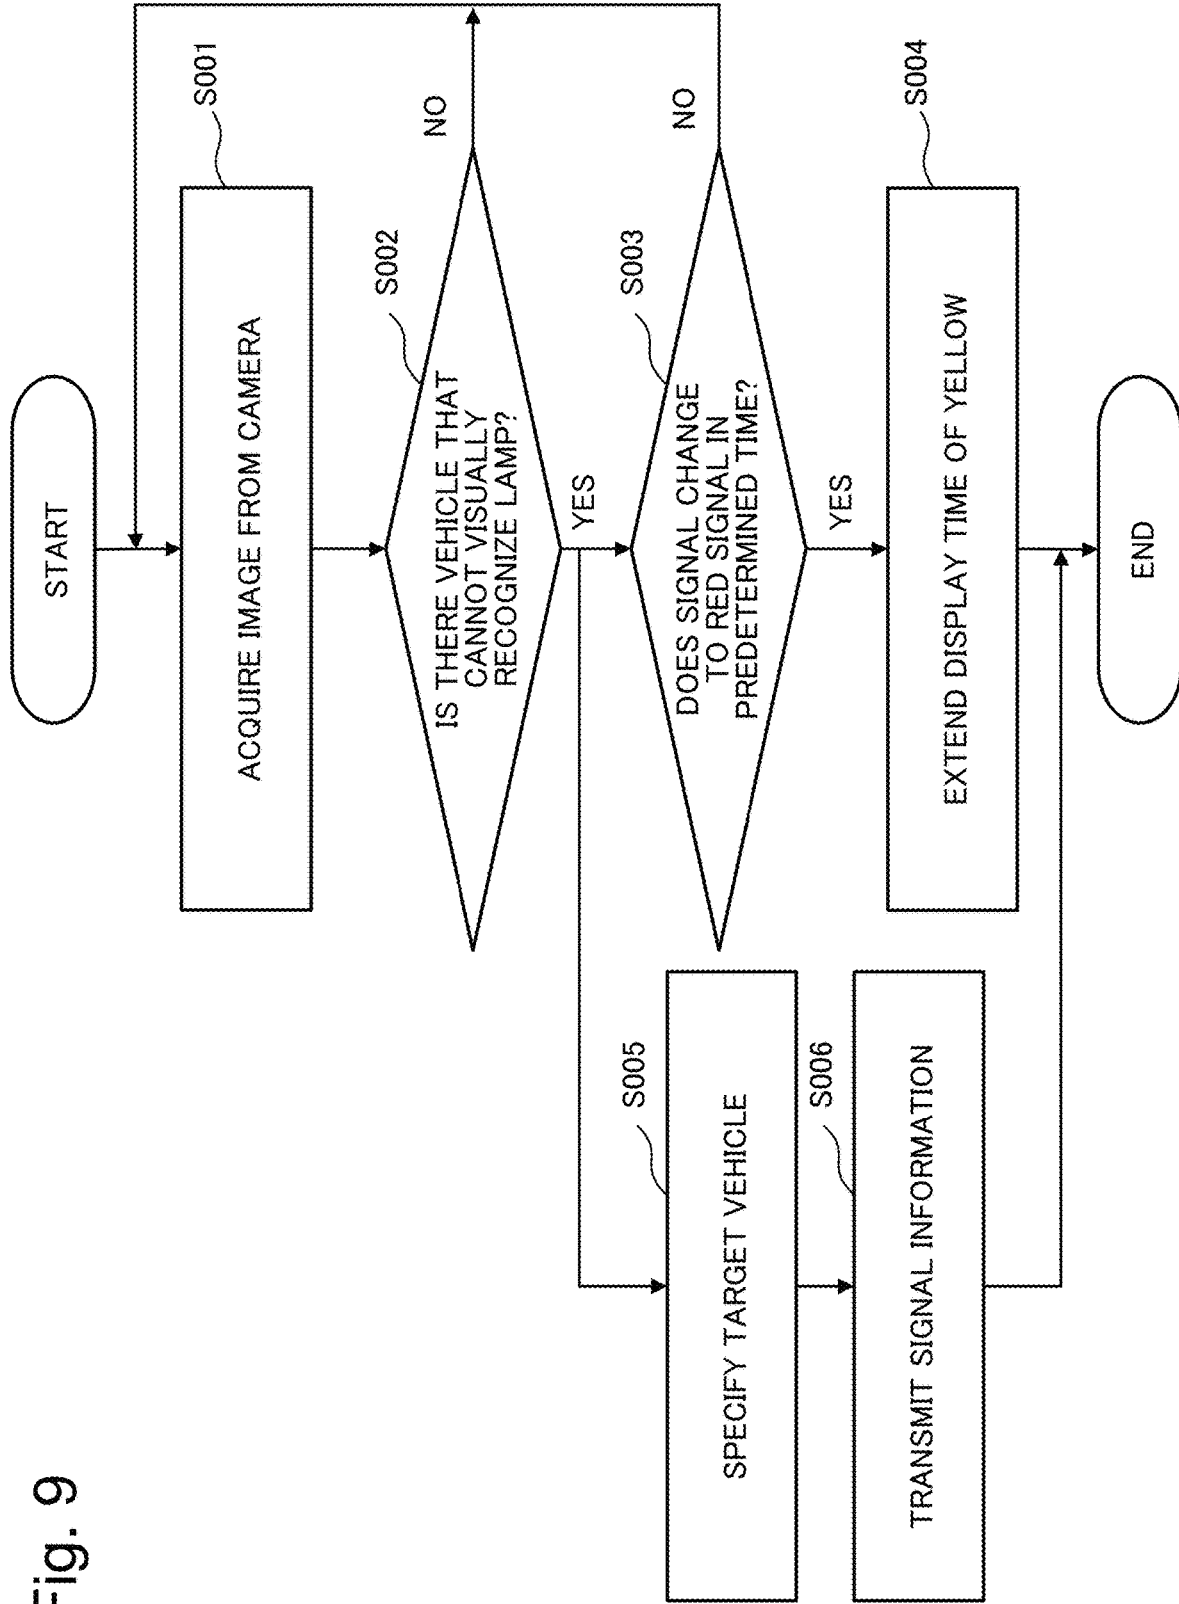 Fig. 9
START
S001
ACQUIRE IMAGE FROM CAMERA
S002
IS THERE VEHICLE THAT
CANNOT VISUALLY
RECOGNIZE LAMP?
NO
YES
S003
DOES SIGNAL CHANGE
TO RED SIGNAL IN
PREDETERMINED TIME?
NO
YES
S004
EXTEND DISPLAY TIME OF YELLOW
S005
SPECIFY TARGET VEHICLE
S006
TRANSMIT SIGNAL INFORMATION
END